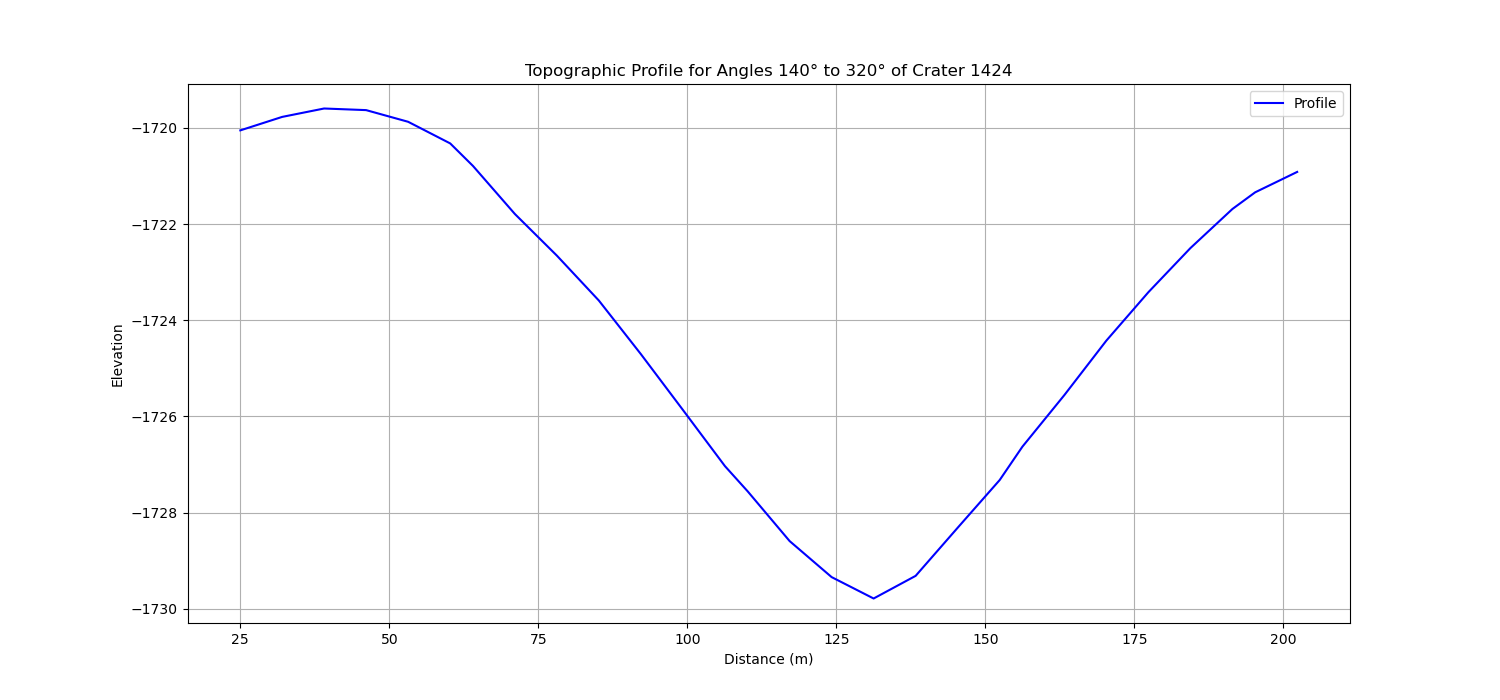 Topographic Profile for Angles 140° to 320° of Crater 1424
Profile
Elevation
−1720
−1722
−1724
−1726
−1728
−1730
25 50 75 100 125 150 175 200
Distance (m)